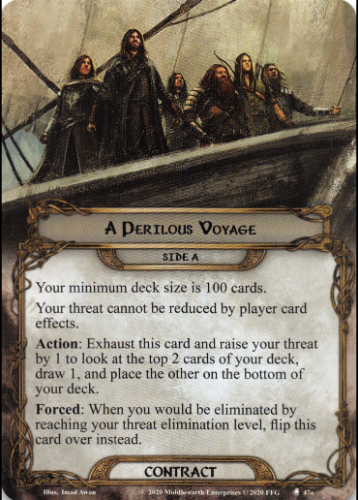 A Perilous Voyage
SIDE A
Your minimum deck size is 100 cards.
Your threat cannot be reduced by player card
effects.
Action: Exhaust this card and raise your threat
by 1 to look at the top 2 cards of your deck,
draw 1, and place the other on the bottom of
your deck.
Forced: When you would be eliminated by
reaching your threat elimination level, flip this
card over instead.
CONTRACT
Illus. Imad Awan
© 2020 Middle-earth Enterprises © 2020 FFG